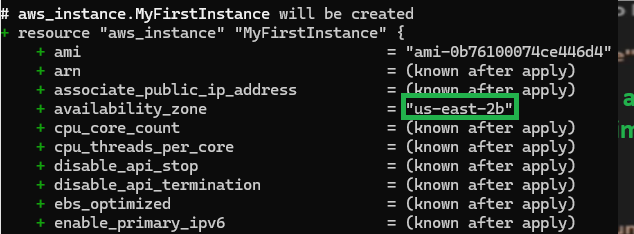 # aws_instance.MyFirstInstance will be created
+ resource "aws_instance" "MyFirstInstance" {
+ ami = "ami-0b76100074ce446d4"
+ arn = (known after apply)
+ associate_public_ip_address = (known after apply)
+ availability_zone = "us-east-2b"
+ cpu_core_count = (known after apply)
+ cpu_threads_per_core = (known after apply)
+ disable_api_stop = (known after apply)
+ disable_api_termination = (known after apply)
+ ebs_optimized = (known after apply)
+ enable_primary_ipv6 = (known after apply)